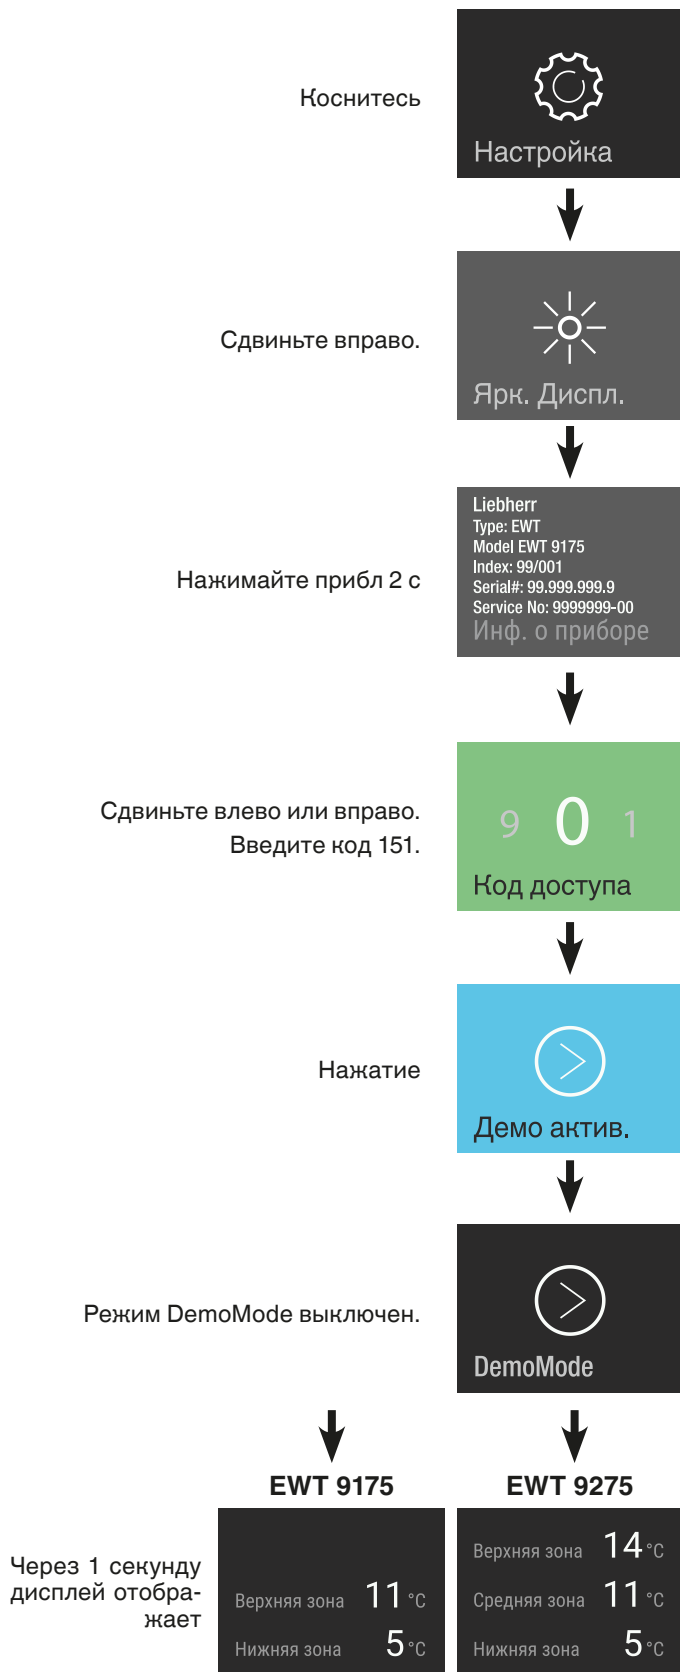 Коснитесь
Настройка
Сдвиньте вправо.
Ярк. Диспл.
Нажимайте прибл 2 с
Liebherr
Type: EWT
Model EWT 9175
Index: 99/001
Serial#: 99.999.999.9
Service No: 9999999-00
Инф. о приборе
Сдвиньте влево или вправо.
Введите код 151.
9 0 1
Код доступа
Нажатие
Демо актив.
Режим DemoMode выключен.
DemoMode
EWT 9175
EWT 9275
Через 1 секунду
дисплей отобра-
жает
Верхняя зона 11 °C
Нижняя зона 5 °C
Верхняя зона 14 °C
Средняя зона 11 °C
Нижняя зона 5 °C